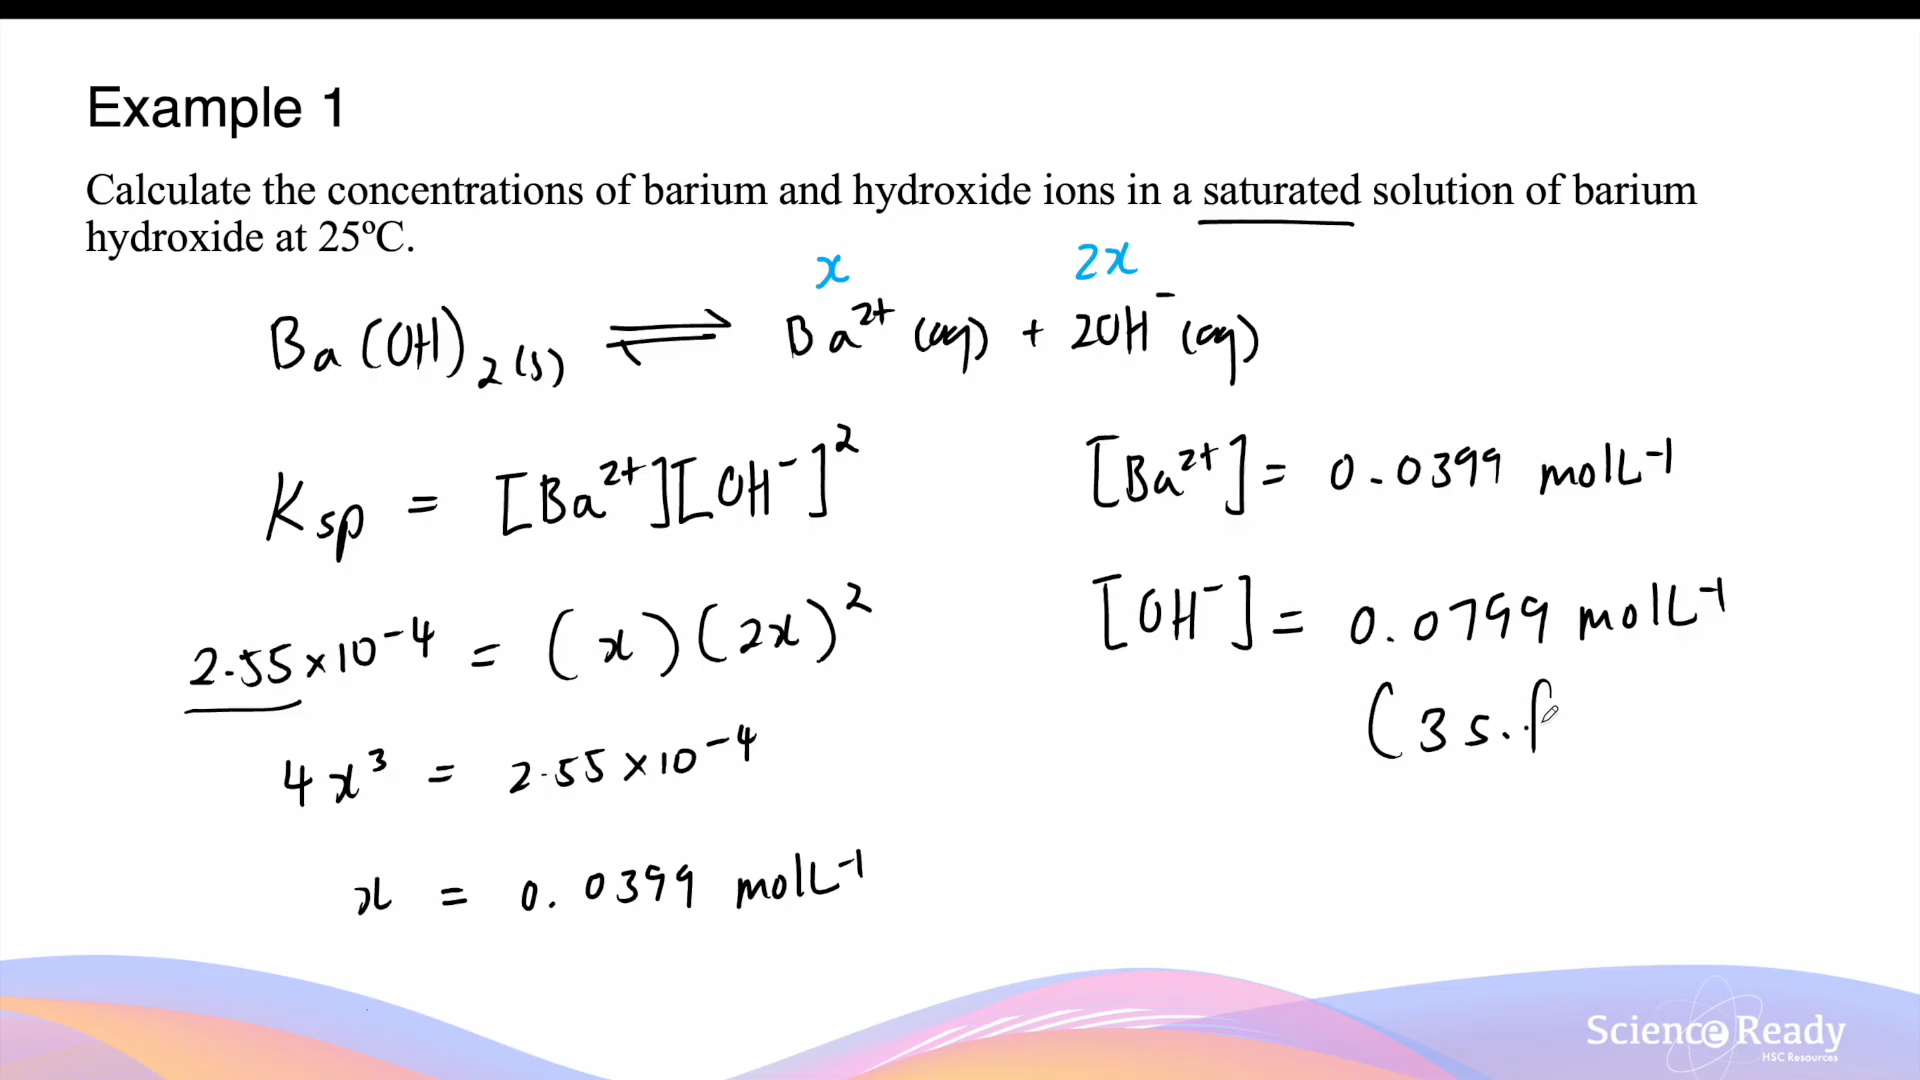 Example 1
Calculate the concentrations of barium and hydroxide ions in a saturated solution of barium
hydroxide at 25ºC.
x 2x
Ba(OH)₂(s) ⇌ Ba²⁺(aq) + 2OH⁻(aq)
Ksp = [Ba²⁺][OH⁻]²
2.55×10⁻⁴ = (x)(2x)²
4x³ = 2.55×10⁻⁴
x = 0.0399 molL⁻¹
[Ba²⁺] = 0.0399 molL⁻¹
[OH⁻] = 0.0799 molL⁻¹
(3 s.f
Science Ready
HSC Resources